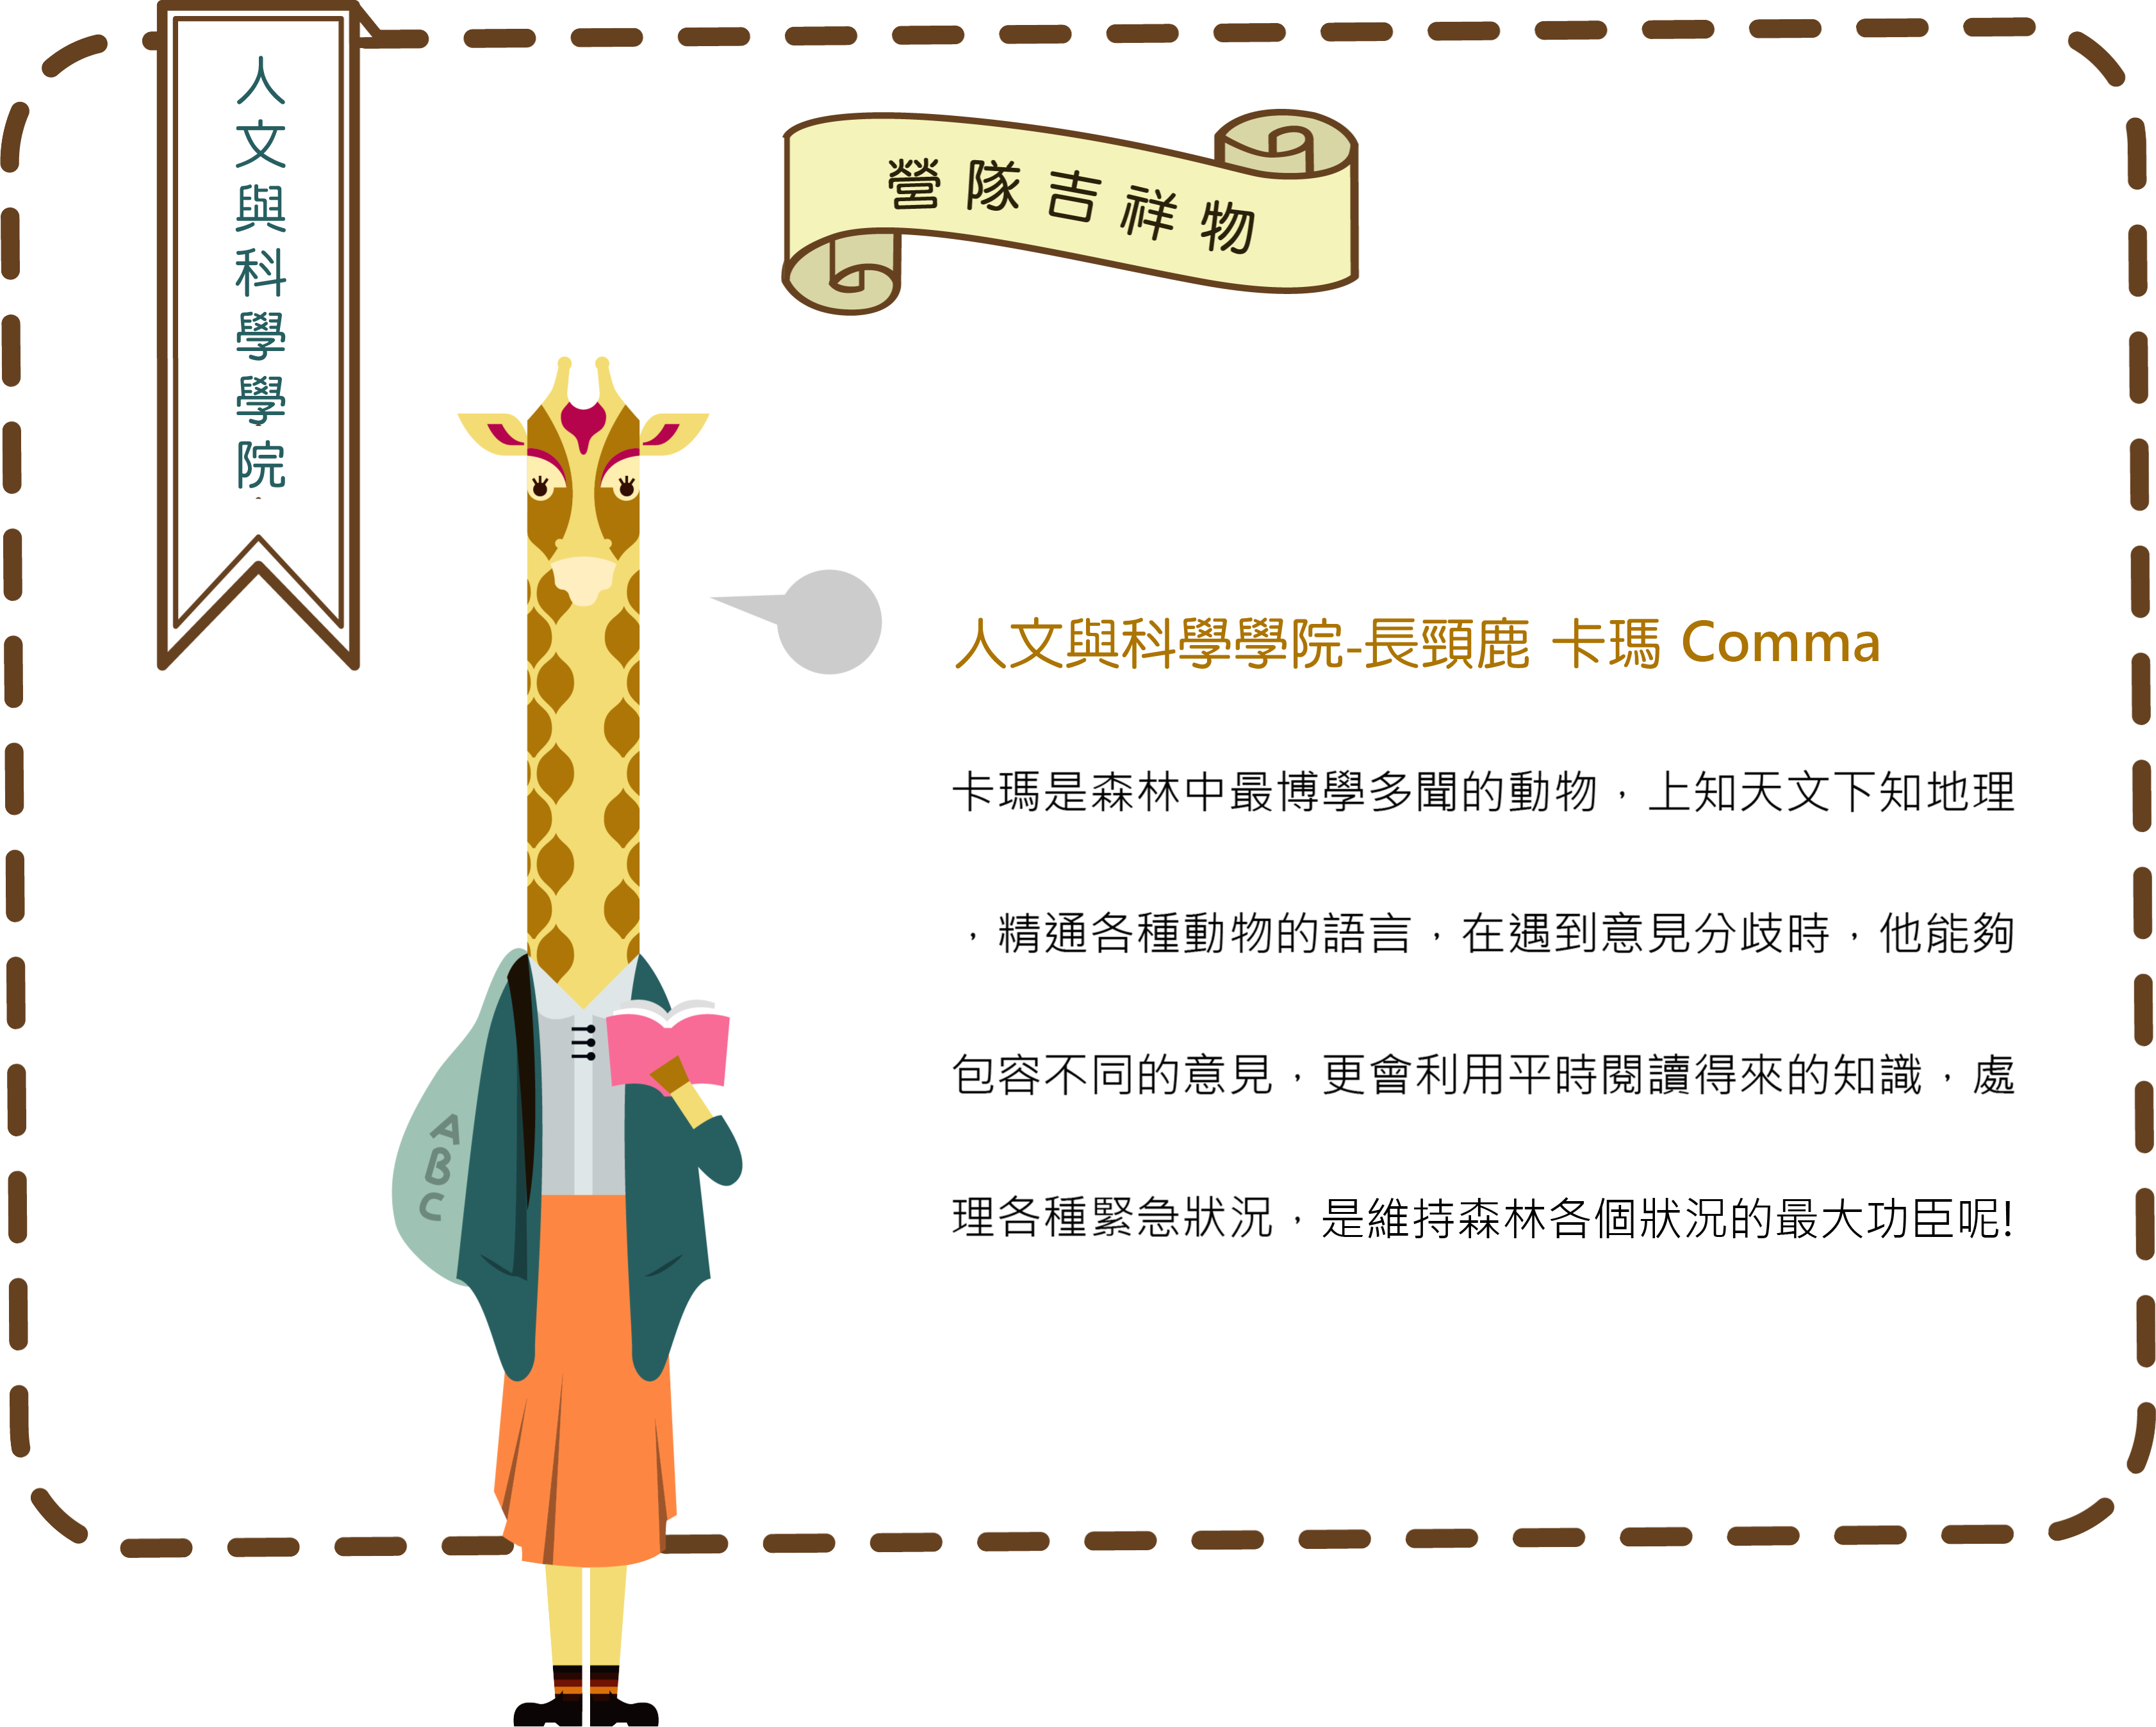 人文與科學學院
營隊吉祥物
人文與科學學院-長頸鹿 卡瑪 Comma
卡瑪是森林中最博學多聞的動物，上知天文下知地理
，精通各種動物的語言，在遇到意見分歧時，他能夠
包容不同的意見，更會利用平時閱讀得來的知識，處
理各種緊急狀況，是維持森林各個狀況的最大功臣呢!
A
B
C